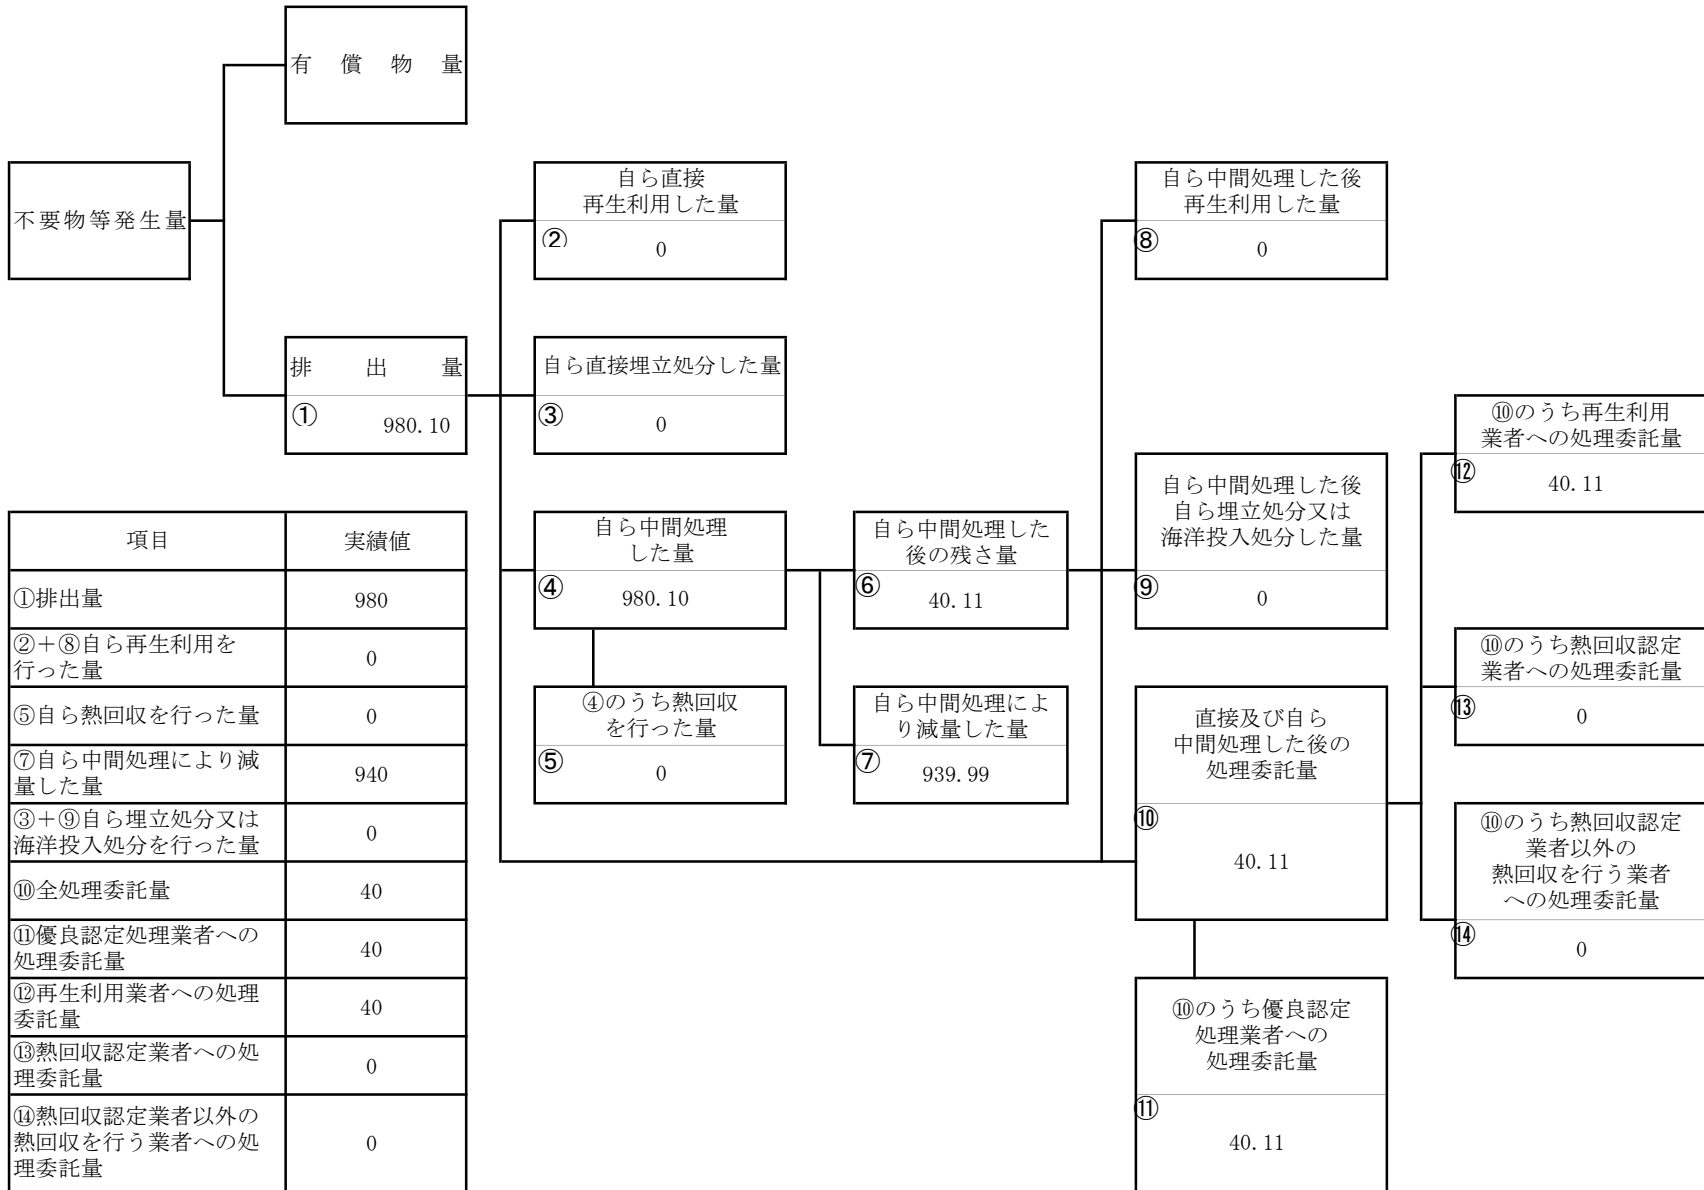 有償物量
不要物等発生量
自ら直接
再生利用した量
②
0
自ら中間処理した後
再生利用した量
⑧
0
排出量
①
980.10
自ら直接埋立処分した量
③
0
⑩のうち再生利用
業者への処理委託量
⑫
40.11
自ら中間処理した後
自ら埋立処分又は
海洋投入処分した量
⑨
0
自ら中間処理
した量
④
980.10
自ら中間処理した
後の残さ量
⑥
40.11
④のうち熱回収
を行った量
⑤
0
自ら中間処理によ
り減量した量
⑦
939.99
直接及び自ら
中間処理した後の
処理委託量
⑩
40.11
⑩のうち熱回収認定
業者への処理委託量
⑬
0
⑩のうち熱回収認定
業者以外の
熱回収を行う業者
への処理委託量
⑭
0
⑩のうち優良認定
処理業者への
処理委託量
⑪
40.11
項目 実績値
①排出量 980
②+⑧自ら再生利用を
行った量
0
⑤自ら熱回収を行った量 0
⑦自ら中間処理により減
量した量
940
③+⑨自ら埋立処分又は
海洋投入処分を行った量
0
⑩全処理委託量 40
⑪優良認定処理業者への
処理委託量
40
⑫再生利用業者への処理
委託量
40
⑬熱回収認定業者への処
理委託量
0
⑭熱回収認定業者以外の
熱回収を行う業者への処
理委託量
0